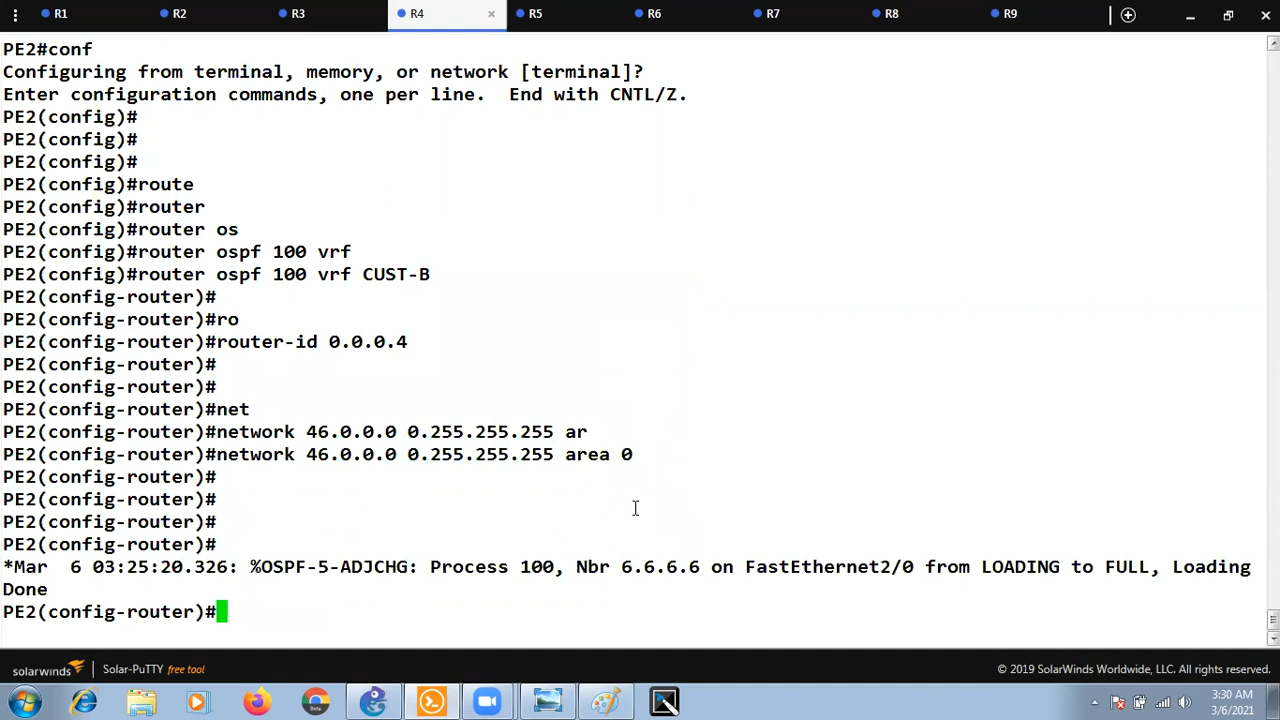 R1 R2 R3 R4 × R5 R6 R7 R8 R9
PE2#conf
Configuring from terminal, memory, or network [terminal]?
Enter configuration commands, one per line.  End with CNTL/Z.
PE2(config)#
PE2(config)#
PE2(config)#
PE2(config)#route
PE2(config)#router
PE2(config)#router os
PE2(config)#router ospf 100 vrf
PE2(config)#router ospf 100 vrf CUST-B
PE2(config-router)#
PE2(config-router)#ro
PE2(config-router)#router-id 0.0.0.4
PE2(config-router)#
PE2(config-router)#
PE2(config-router)#net
PE2(config-router)#network 46.0.0.0 0.255.255.255 ar
PE2(config-router)#network 46.0.0.0 0.255.255.255 area 0
PE2(config-router)#
PE2(config-router)#
PE2(config-router)#
PE2(config-router)#
*Mar  6 03:25:20.326: %OSPF-5-ADJCHG: Process 100, Nbr 6.6.6.6 on FastEthernet2/0 from LOADING to FULL, Loading
Done
PE2(config-router)#
solarwinds Solar-PuTTY free tool © 2019 SolarWinds Worldwide, LLC. All rights reserved.
Beta
3:30 AM
3/6/2021